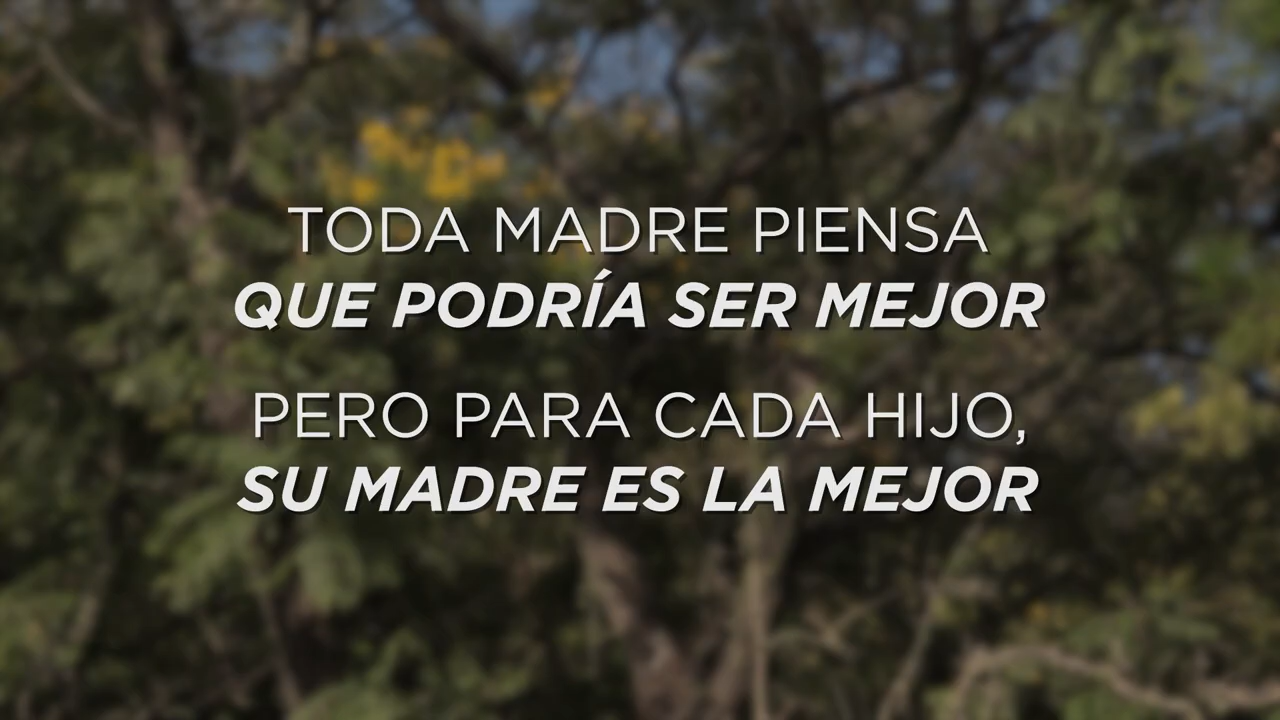 TODA MADRE PIENSA
QUE PODRÍA SER MEJOR
PERO PARA CADA HIJO,
SU MADRE ES LA MEJOR